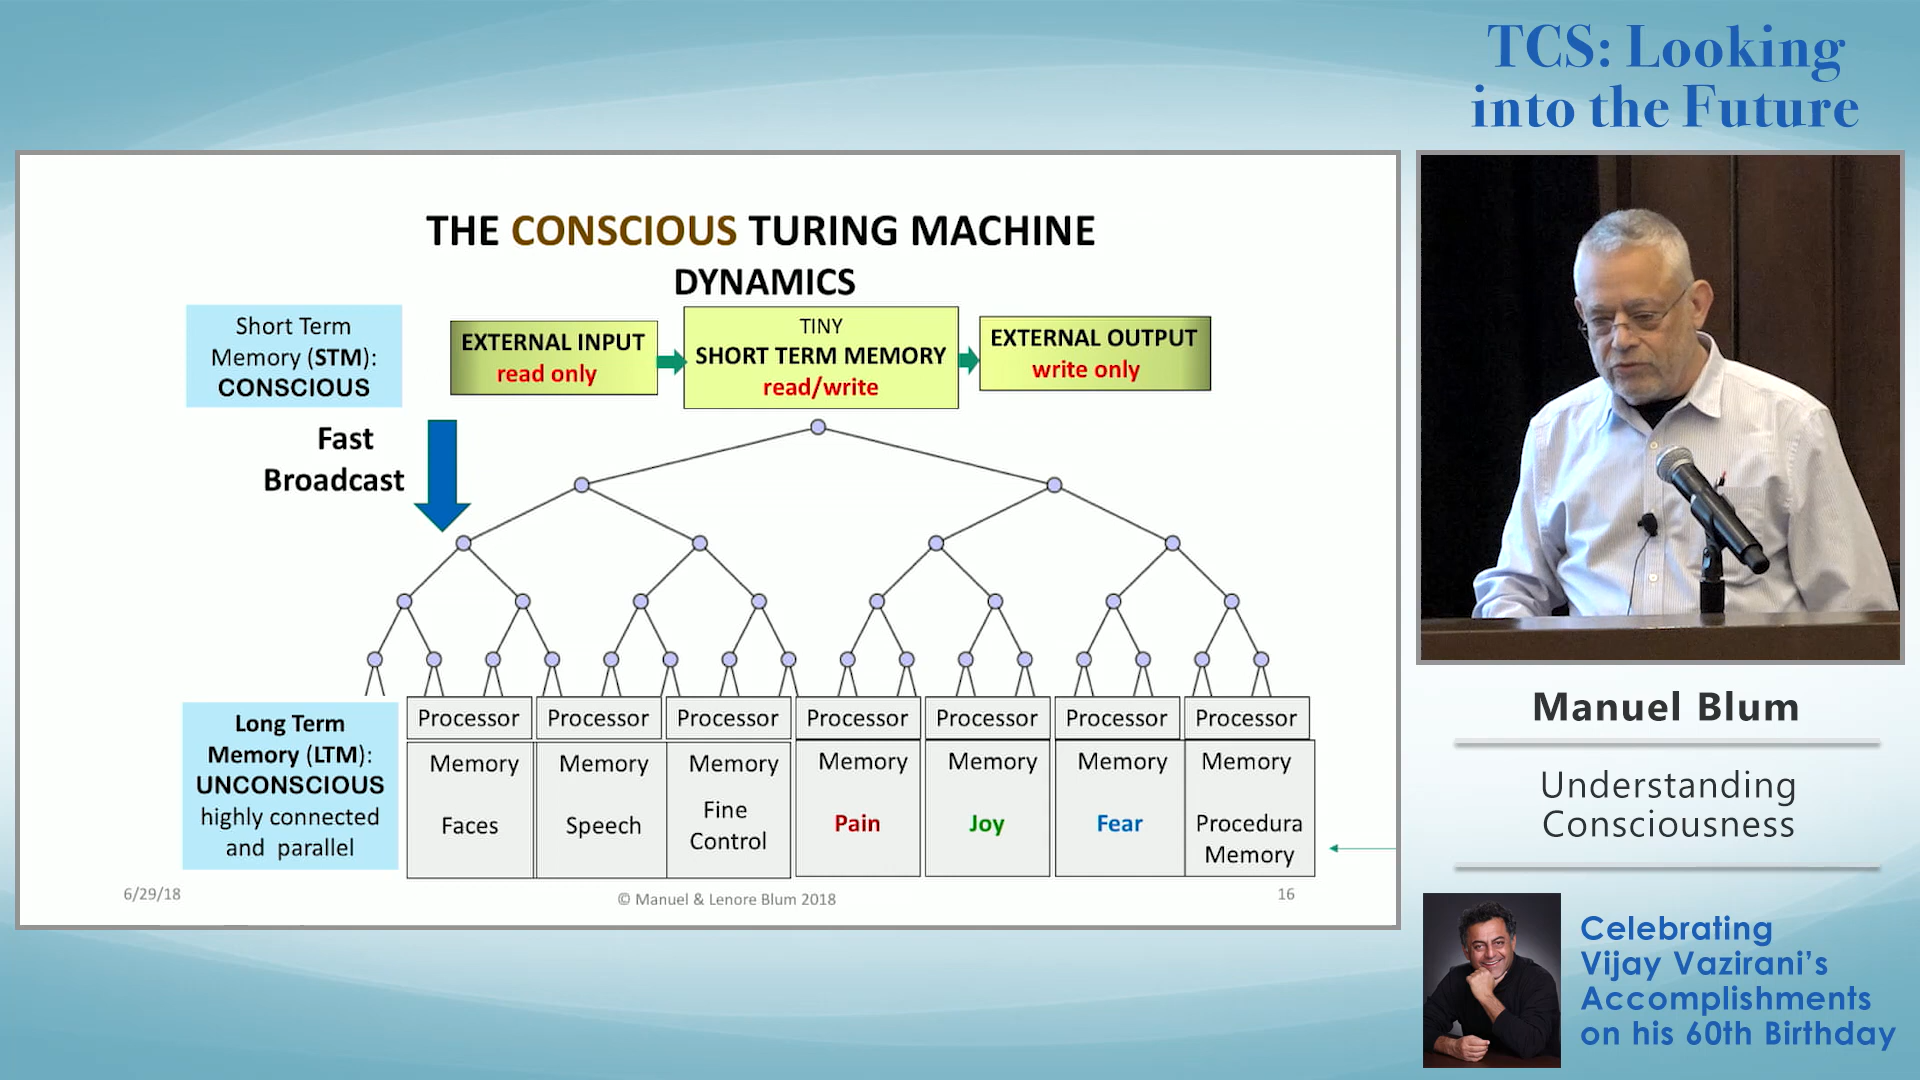 TCS: Looking
into the Future
THE CONSCIOUS TURING MACHINE
DYNAMICS
Short Term
Memory (STM):
CONSCIOUS
EXTERNAL INPUT
read only
TINY
SHORT TERM MEMORY
read/write
EXTERNAL OUTPUT
write only
Fast
Broadcast
Long Term
Memory (LTM):
UNCONSCIOUS
highly connected
and parallel
Processor
Processor
Processor
Processor
Processor
Processor
Processor
Memory
Faces
Memory
Speech
Memory
Fine
Control
Memory
Pain
Memory
Joy
Memory
Fear
Memory
Procedura
Memory
6/29/18
© Manuel & Lenore Blum 2018
16
Manuel Blum
Understanding
Consciousness
Celebrating
Vijay Vazirani's
Accomplishments
on his 60th Birthday